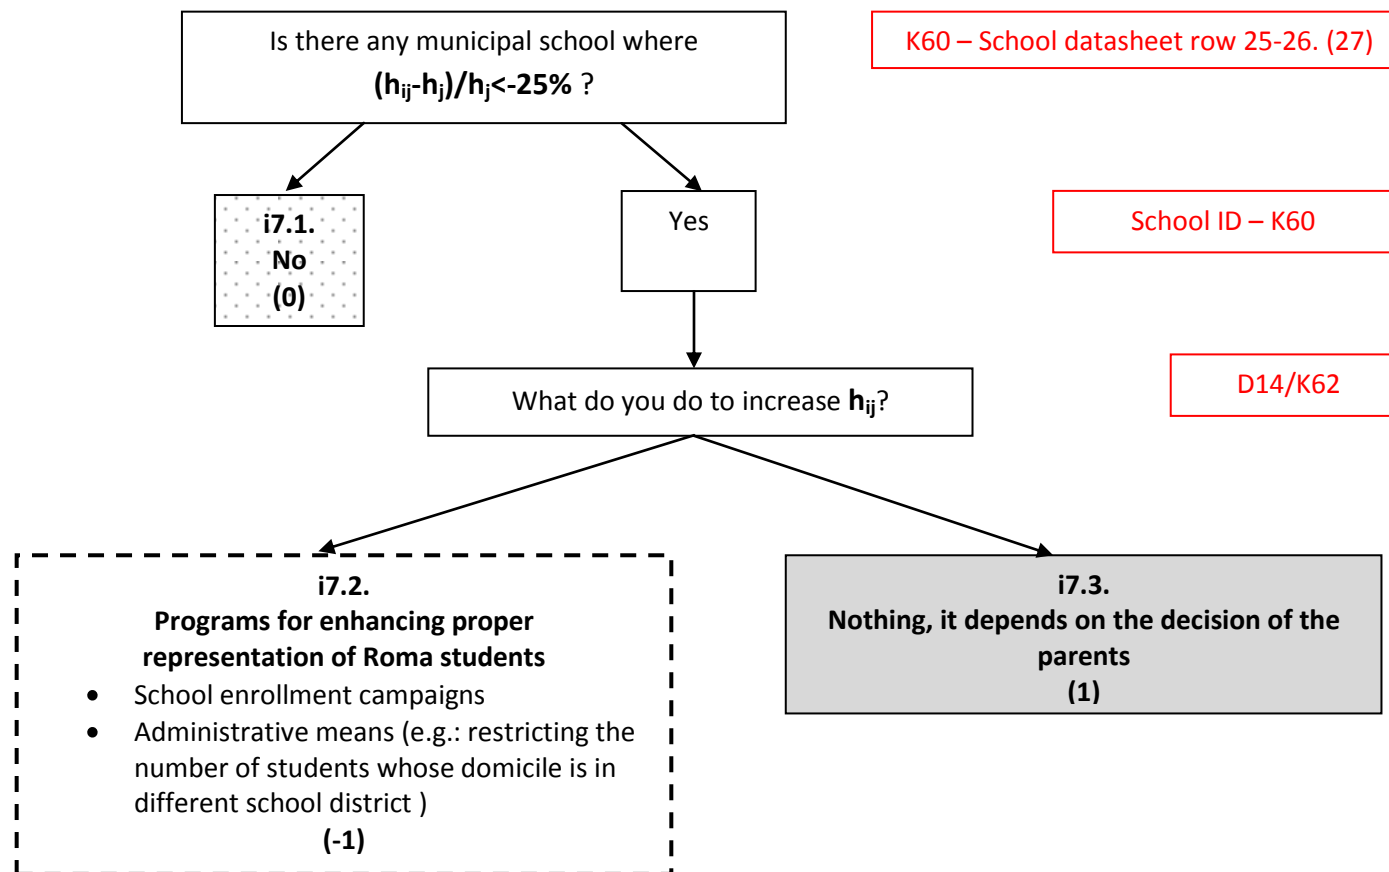 Is there any municipal school where
(hij-hj)/hj<-25% ?
K60 – School datasheet row 25-26. (27)
i7.1.
No
(0)
Yes
School ID – K60
What do you do to increase hij?
D14/K62
i7.2.
Programs for enhancing proper
representation of Roma students
• School enrollment campaigns
• Administrative means (e.g.: restricting the
number of students whose domicile is in
different school district )
(-1)
i7.3.
Nothing, it depends on the decision of the
parents
(1)